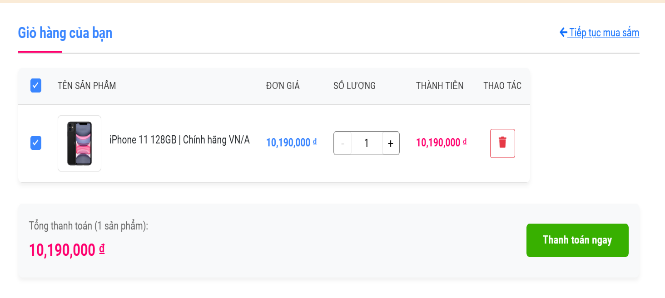 Giỏ hàng của bạn
Tiếp tục mua sắm
TÊN SẢN PHẨM ĐƠN GIÁ SỐ LƯỢNG THÀNH TIỀN THAO TÁC
iPhone 11 128GB | Chính hãng VN/A 10,190,000 ₫ - 1 + 10,190,000 ₫
Tổng thanh toán (1 sản phẩm):
10,190,000 ₫
Thanh toán ngay